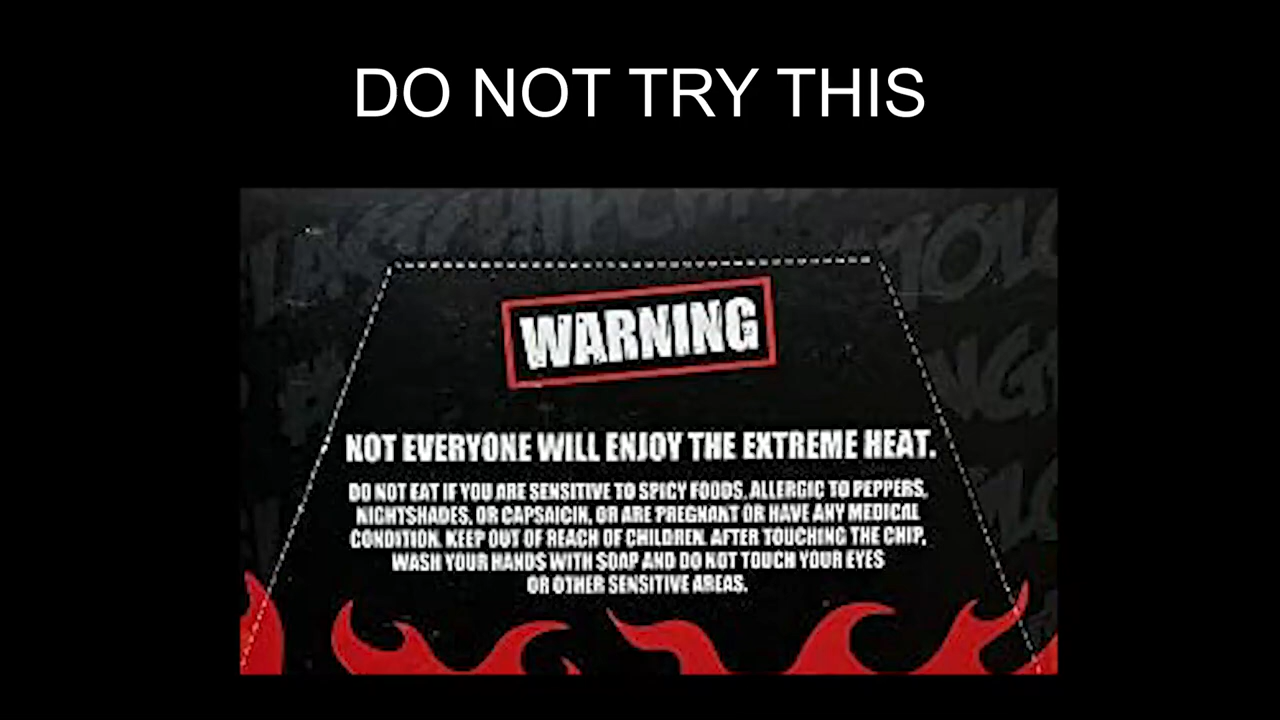 DO NOT TRY THIS
WARNING
NOT EVERYONE WILL ENJOY THE EXTREME HEAT.
DO NOT EAT IF YOU ARE SENSITIVE TO SPICY FOODS, ALLERGIC TO PEPPERS,
NIGHTSHADES, OR CAPSAICIN, OR ARE PREGNANT OR HAVE ANY MEDICAL
CONDITION. KEEP OUT OF REACH OF CHILDREN. AFTER TOUCHING THE CHIP,
WASH YOUR HANDS WITH SOAP AND DO NOT TOUCH YOUR EYES
OR OTHER SENSITIVE AREAS.